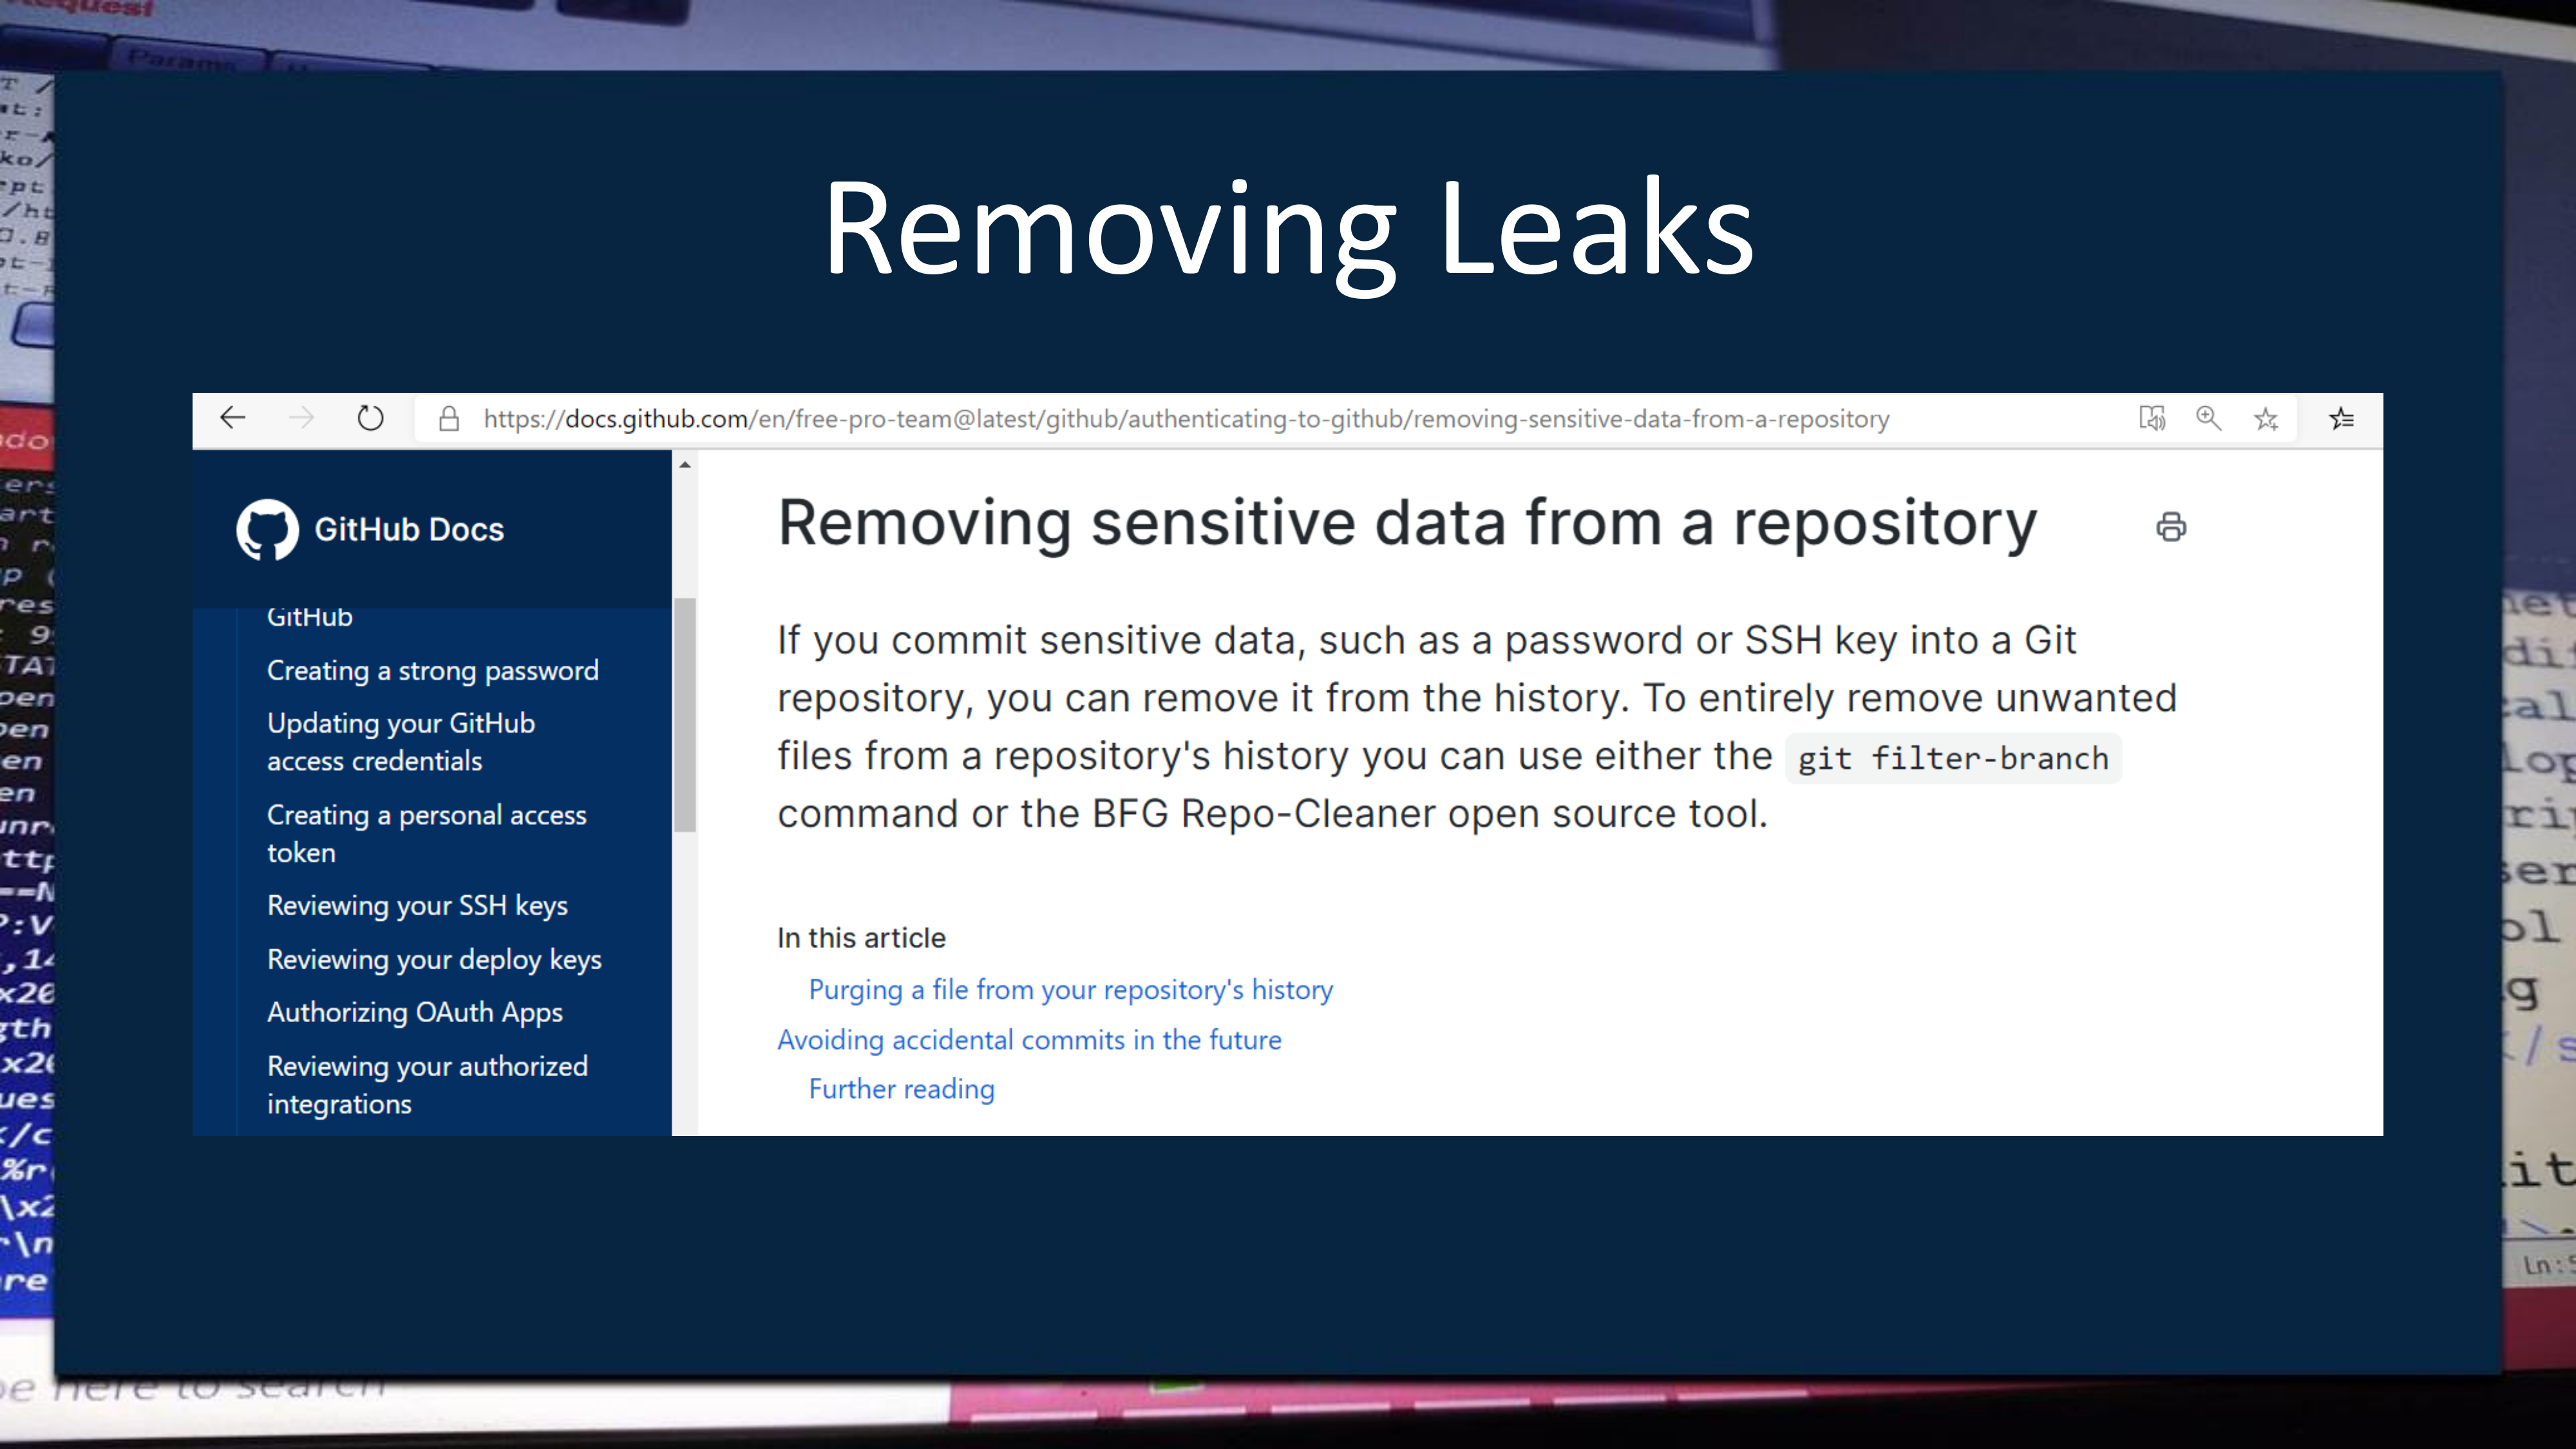 Request
Params
Removing Leaks
https://docs.github.com/en/free-pro-team@latest/github/authenticating-to-github/removing-sensitive-data-from-a-repository
GitHub Docs
GitHub
Creating a strong password
Updating your GitHub
access credentials
Creating a personal access
token
Reviewing your SSH keys
Reviewing your deploy keys
Authorizing OAuth Apps
Reviewing your authorized
integrations
Removing sensitive data from a repository
If you commit sensitive data, such as a password or SSH key into a Git
repository, you can remove it from the history. To entirely remove unwanted
files from a repository's history you can use either the git filter-branch
command or the BFG Repo-Cleaner open source tool.
In this article
Purging a file from your repository's history
Avoiding accidental commits in the future
Further reading
here to search